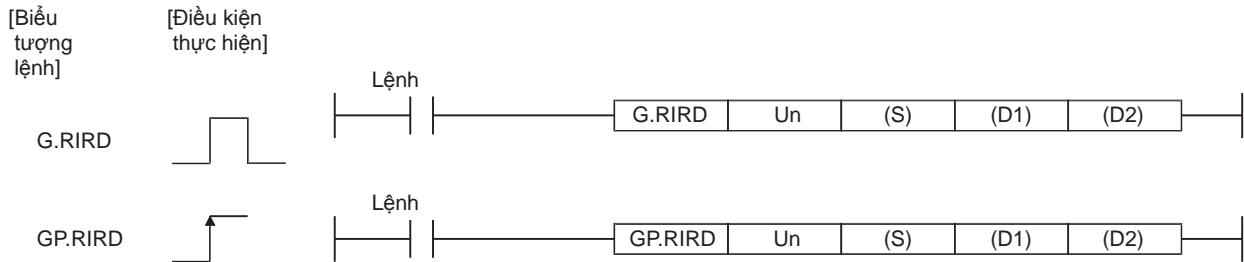 [Biểu
tượng
lệnh]
[Điều kiện
thực hiện]
Lệnh
G.RIRD
G.RIRD Un (S) (D1) (D2)
Lệnh
GP.RIRD
GP.RIRD Un (S) (D1) (D2)